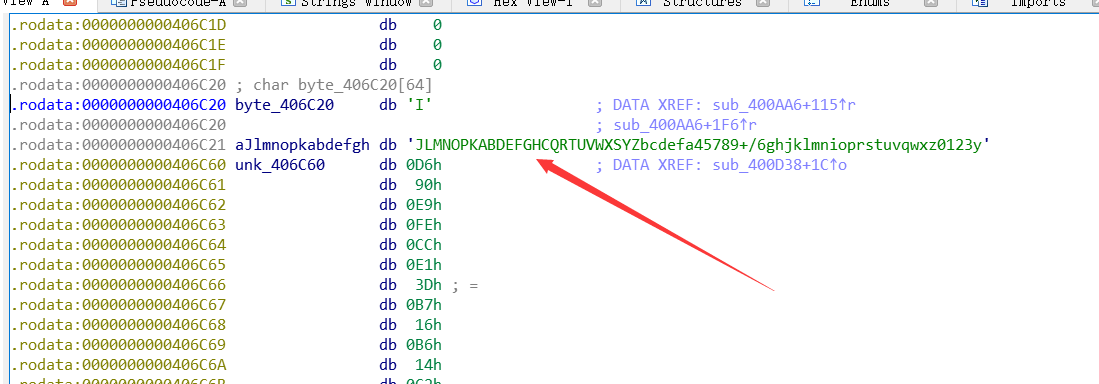 View-A Pseudocode-A Strings window Hex View-1 Structures Enums Imports
.rodata:0000000000406C1D db 0
.rodata:0000000000406C1E db 0
.rodata:0000000000406C1F db 0
.rodata:0000000000406C20 ; char byte_406C20[64]
.rodata:0000000000406C20 byte_406C20 db 'I' ; DATA XREF: sub_400AA6+115↑r
.rodata:0000000000406C20 ; sub_400AA6+1F6↑r
.rodata:0000000000406C21 aJlmnopkabdefgh db 'JLMNOPKABDEFGHCQRTUVWXSYZbcdefa45789+/6ghjklmnioprstuvqwxz0123y'
.rodata:0000000000406C60 unk_406C60 db 0D6h ; DATA XREF: sub_400D38+1C↑o
.rodata:0000000000406C61 db 90h
.rodata:0000000000406C62 db 0E9h
.rodata:0000000000406C63 db 0FEh
.rodata:0000000000406C64 db 0CCh
.rodata:0000000000406C65 db 0E1h
.rodata:0000000000406C66 db 3Dh ; =
.rodata:0000000000406C67 db 0B7h
.rodata:0000000000406C68 db 16h
.rodata:0000000000406C69 db 0B6h
.rodata:0000000000406C6A db 14h
.rodata:0000000000406C6B db 0C2h